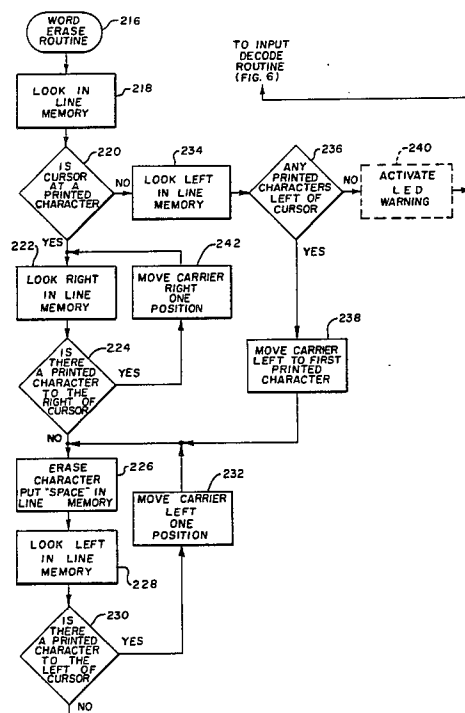 WORD
ERASE
ROUTINE
216
LOOK IN
LINE
MEMORY
218
IS
CURSOR
AT A
PRINTED
CHARACTER
220
NO
YES
234
LOOK LEFT
IN LINE
MEMORY
TO INPUT
DECODE
ROUTINE
(FIG. 6)
236
ANY
PRINTED
CHARACTERS
LEFT OF
CURSOR
NO
YES
240
ACTIVATE
LED
WARNING
222
LOOK RIGHT
IN LINE
MEMORY
242
MOVE CARRIER
RIGHT
ONE
POSITION
224
IS
THERE
A PRINTED
CHARACTER
TO THE
RIGHT OF
CURSOR
YES
NO
238
MOVE CARRIER
LEFT TO FIRST
PRINTED
CHARACTER
226
ERASE
CHARACTER
PUT "SPACE" IN
LINE MEMORY
232
MOVE CARRIER
LEFT
ONE
POSITION
LOOK LEFT
IN LINE
MEMORY
228
230
IS
THERE
A PRINTED
CHARACTER
TO THE
LEFT OF
CURSOR
YES
NO